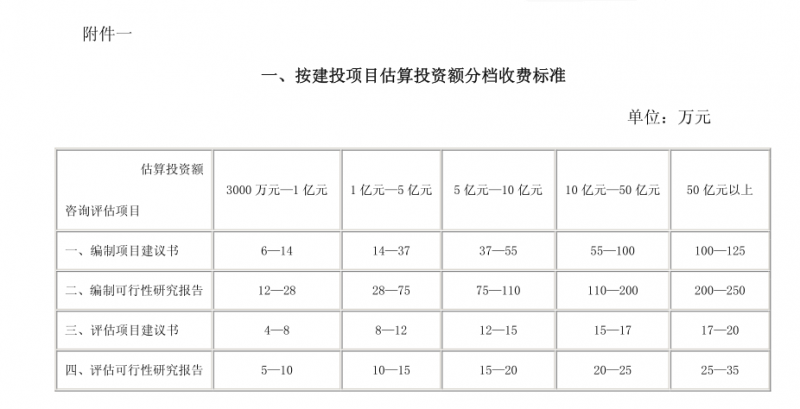 附件一
一、按建投项目估算投资额分档收费标准
单位：万元
估算投资额
咨询评估项目
3000 万元—1 亿元
1 亿元—5 亿元
5 亿元—10 亿元
10 亿元—50 亿元
50 亿元以上
一、编制项目建议书
6—14
14—37
37—55
55—100
100—125
二、编制可行性研究报告
12—28
28—75
75—110
110—200
200—250
三、评估项目建议书
4—8
8—12
12—15
15—17
17—20
四、评估可行性研究报告
5—10
10—15
15—20
20—25
25—35